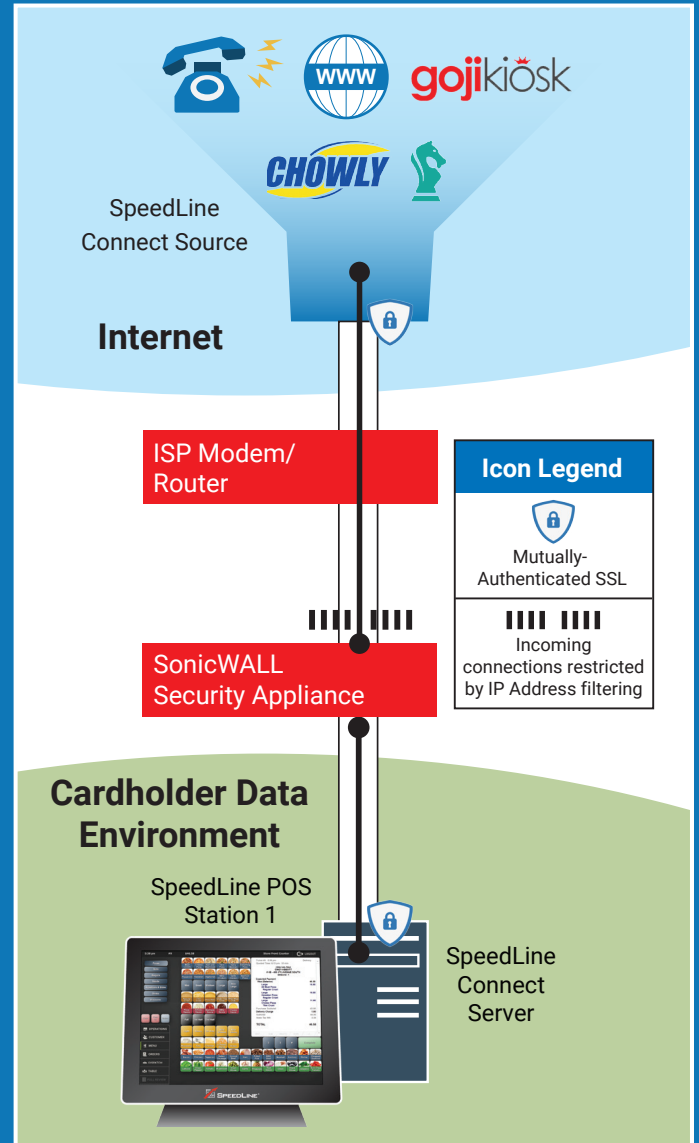 WWW
gojikiosk
CHOWLY
SpeedLine
Connect Source
Internet
ISP Modem/
Router
Icon Legend
Mutually-
Authenticated SSL
Incoming
connections restricted
by IP Address filtering
SonicWALL
Security Appliance
Cardholder Data
Environment
SpeedLine POS
Station 1
SpeedLine
Connect
Server
TOTAL
SPEEDLINE